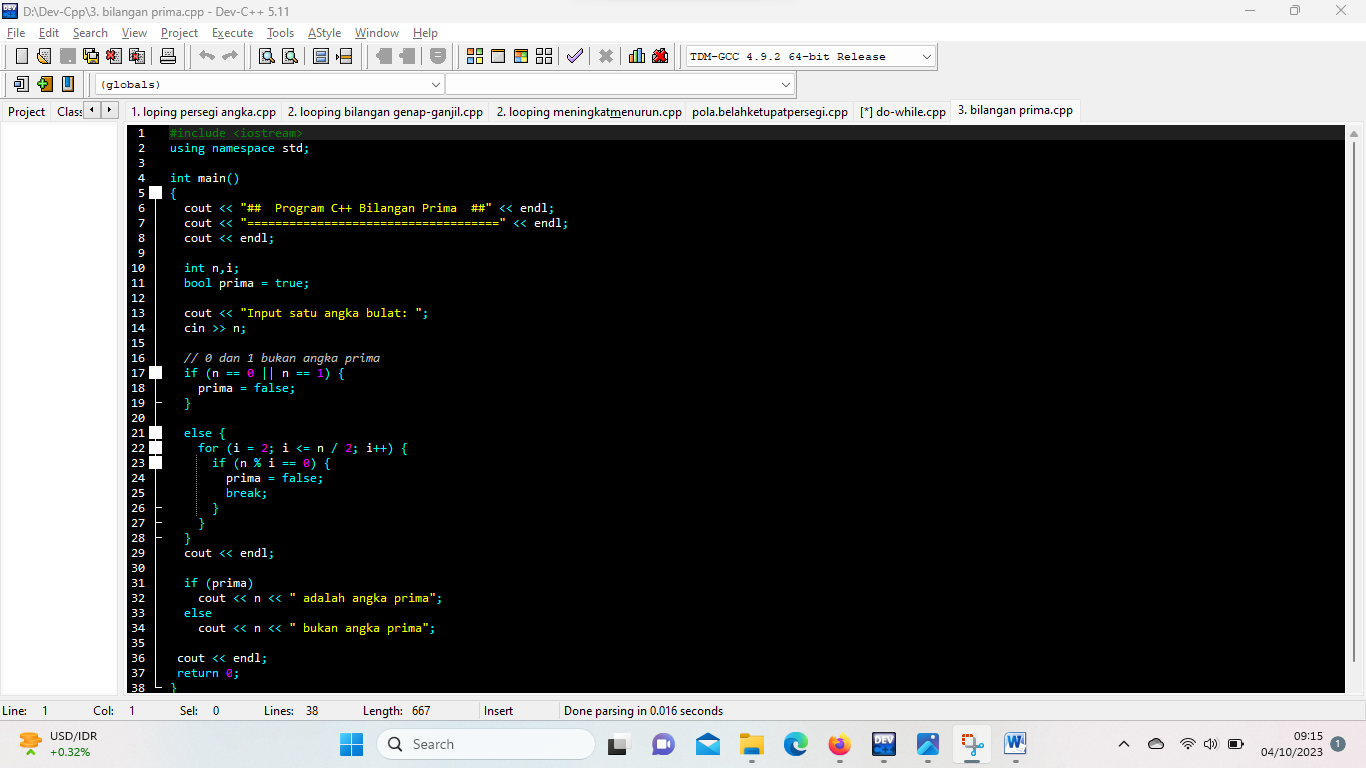 D:\Dev-Cpp\3. bilangan prima.cpp - Dev-C++ 5.11
File Edit Search View Project Execute Tools AStyle Window Help
TDM-GCC 4.9.2 64-bit Release
(globals)
Project Clas 1. loping persegi angka.cpp 2. looping bilangan genap-ganjil.cpp 2. looping meningkatmenurun.cpp pola.belahketupatpersegi.cpp [*] do-while.cpp 3. bilangan prima.cpp
1 #include <iostream>
2 using namespace std;
3
4 int main()
5 {
6 cout << "##  Program C++ Bilangan Prima  ##" << endl;
7 cout << "====================================" << endl;
8 cout << endl;
9
10 int n,i;
11 bool prima = true;
12
13 cout << "Input satu angka bulat: ";
14 cin >> n;
15
16 // 0 dan 1 bukan angka prima
17 if (n == 0 || n == 1) {
18 prima = false;
19 }
20
21 else {
22 for (i = 2; i <= n / 2; i++) {
23 if (n % i == 0) {
24 prima = false;
25 break;
26 }
27 }
28 }
29 cout << endl;
30
31 if (prima)
32 cout << n << " adalah angka prima";
33 else
34 cout << n << " bukan angka prima";
35
36 cout << endl;
37 return 0;
38 }
Line: 1 Col: 1 Sel: 0 Lines: 38 Length: 667 Insert Done parsing in 0.016 seconds
USD/IDR
+0.32%
Search
DEV
W
09:15
04/10/2023
1